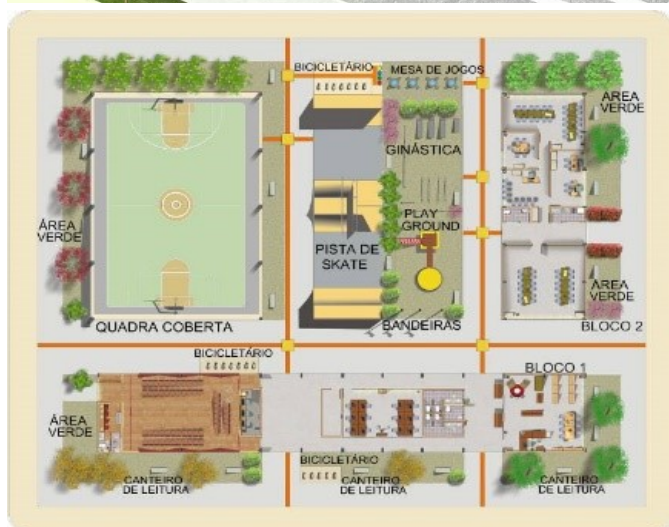 BICICLETÁRIO
MESA DE JOGOS
ÁREA
VERDE
GINÁSTICA
ÁREA
VERDE
PLAY
GROUND
PISTA DE
SKATE
ÁREA
VERDE
QUADRA COBERTA
BANDEIRAS
BLOCO 2
BICICLETÁRIO
BLOCO 1
ÁREA
VERDE
BICICLETÁRIO
CANTEIRO
DE LEITURA
CANTEIRO
DE LEITURA
CANTEIRO
DE LEITURA